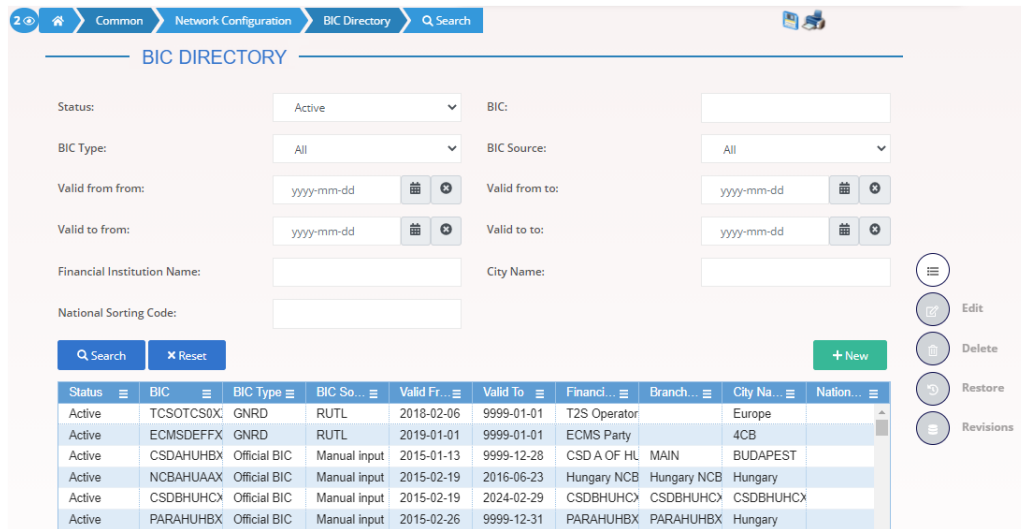 2 Common Network Configuration BIC Directory Search
BIC DIRECTORY
Status: Active BIC:
BIC Type: All BIC Source: All
Valid from from: yyyy-mm-dd Valid from to: yyyy-mm-dd
Valid to from: yyyy-mm-dd Valid to to: yyyy-mm-dd
Financial Institution Name: City Name:
National Sorting Code:
Edit
Delete
Restore
Revisions
Search Reset New
Status BIC BIC Type BIC So... Valid Fr... Valid To Financi... Branch... City Na... Nation...
Active TCSOTCS0X GNRD RUTL 2018-02-06 9999-01-01 T2S Operator Europe
Active ECMSDEFFX GNRD RUTL 2019-01-01 9999-01-01 ECMS Party 4CB
Active CSDAHUHBX Official BIC Manual input 2015-01-13 9999-12-28 CSD A OF HU MAIN BUDAPEST
Active NCBAHUAAX Official BIC Manual input 2015-02-19 2016-06-23 Hungary NCB Hungary NCB Hungary
Active CSDBHUHCX Official BIC Manual input 2015-02-19 2024-02-29 CSDBHUHCX CSDBHUHCX CSDBHUHCX
Active PARAHUHBX Official BIC Manual input 2015-02-26 9999-12-31 PARAHUHBX PARAHUHBX Hungary